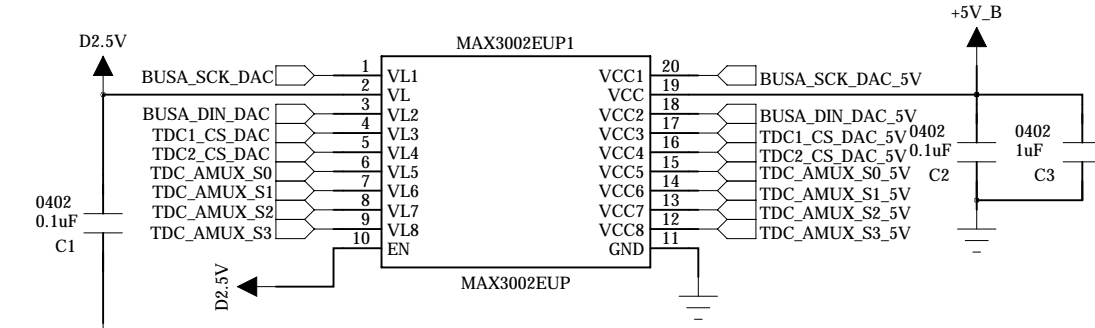 +5V_B
D2.5V
MAX3002EUP1
BUSA_SCK_DAC 1 VL1 VCC1 20 BUSA_SCK_DAC_5V
2 VL VCC 19
BUSA_DIN_DAC 3 VL2 VCC2 18 BUSA_DIN_DAC_5V
TDC1_CS_DAC 4 VL3 VCC3 17 TDC1_CS_DAC_5V
TDC2_CS_DAC 5 VL4 VCC4 16 TDC2_CS_DAC_5V
TDC_AMUX_S0 6 VL5 VCC5 15 TDC_AMUX_S0_5V
TDC_AMUX_S1 7 VL6 VCC6 14 TDC_AMUX_S1_5V
TDC_AMUX_S2 8 VL7 VCC7 13 TDC_AMUX_S2_5V
TDC_AMUX_S3 9 VL8 VCC8 12 TDC_AMUX_S3_5V
10 EN GND 11
0402
0.1uF
C1
0402
0.1uF
C2
0402
1uF
C3
D2.5V
MAX3002EUP